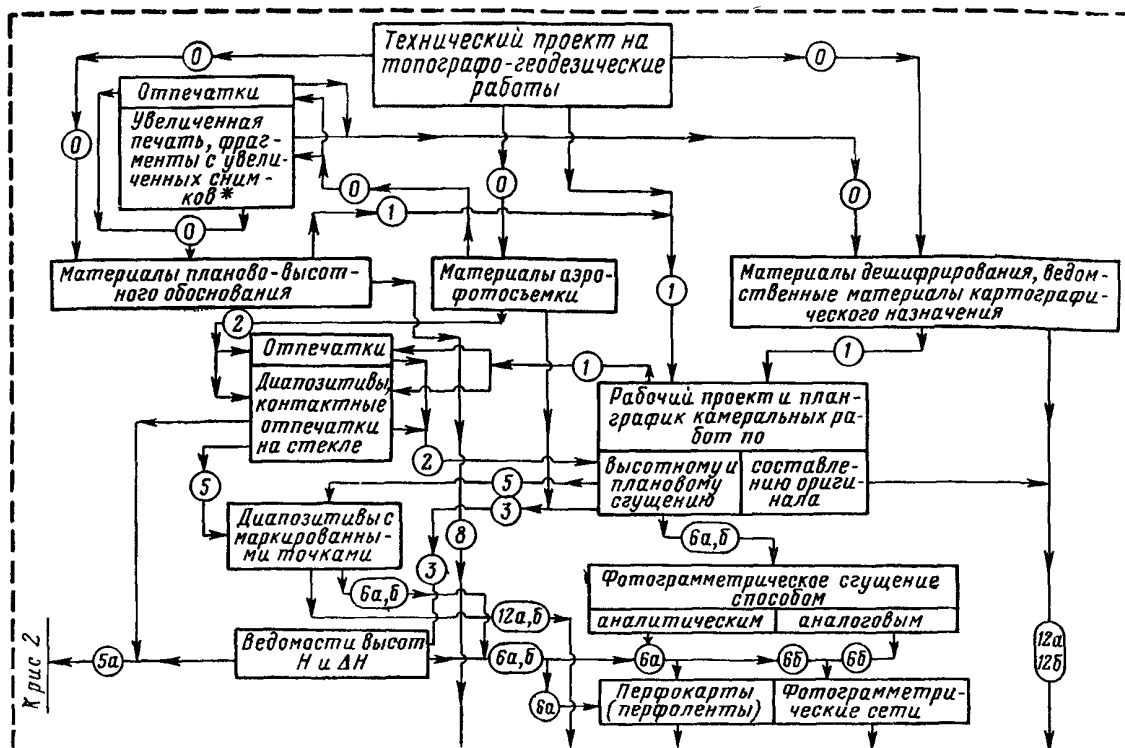 Технический проект на
топографо-геодезические
работы
0
0
Отпечатки
Увеличенная
печать, фраг-
менты с увели-
ченных сним-
ков*
0
0
0
0
0
1
Материалы планово-высот-
ного обоснования
Материалы аэро-
фотосъемки
Материалы дешифрирования, ведом-
ственные материалы картографи-
ческого назначения
1
2
Отпечатки
Диапозитивы,
контактные
отпечатки
на стекле
1
1
Рабочий проект и план-
график камеральных ра-
бот по
высотному и
плановому
сгущению
составле-
нию ориги-
нала
2
5
5
3
Диапозитивы с
маркированны-
ми точками
8
6а,б
3
Фотограмметрическое сгущение
способом
аналитическим
аналоговым
6а,б
12а,б
Ведомости высот
Н и ΔН
5а
К рис 2
6а,б
6а
6б
6б
12а
12б
6а
Перфокарты
(перфоленты)
Фотограмметри-
ческие сети